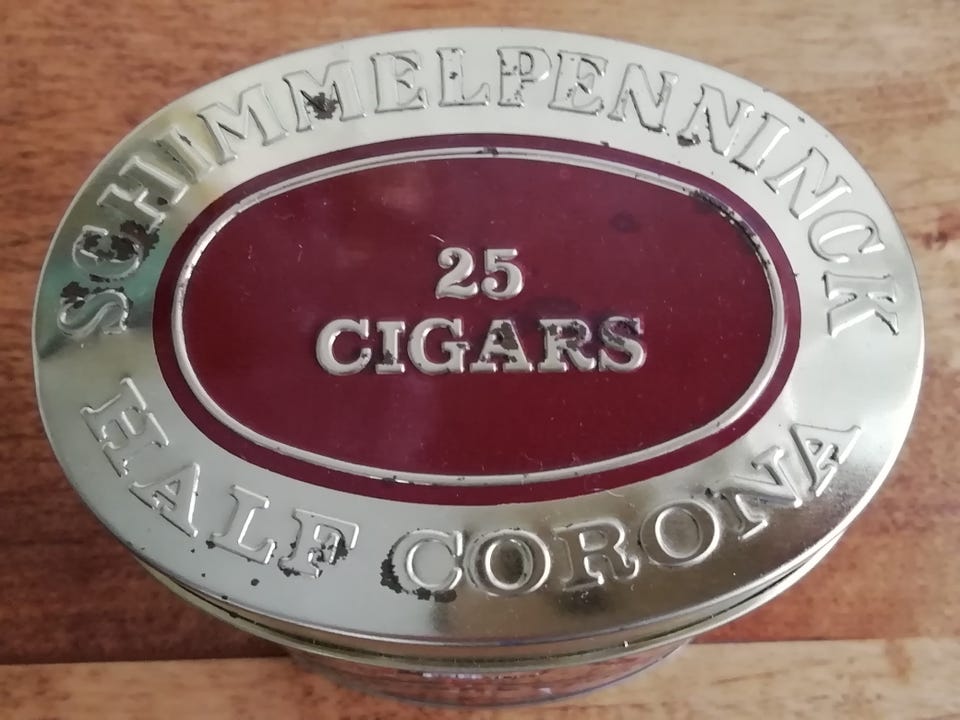 SCHIMMELPENNINCK
25
CIGARS
HALF CORONA